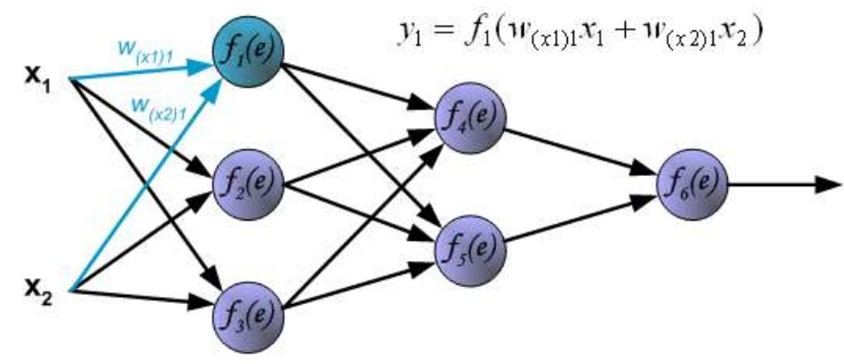 y₁ = f₁(w₍ₓ₁₎₁x₁ + w₍ₓ₂₎₁x₂)
x₁
w₍ₓ₁₎₁
f₁(e)
w₍ₓ₂₎₁
f₄(e)
f₂(e)
f₆(e)
f₅(e)
x₂
f₃(e)